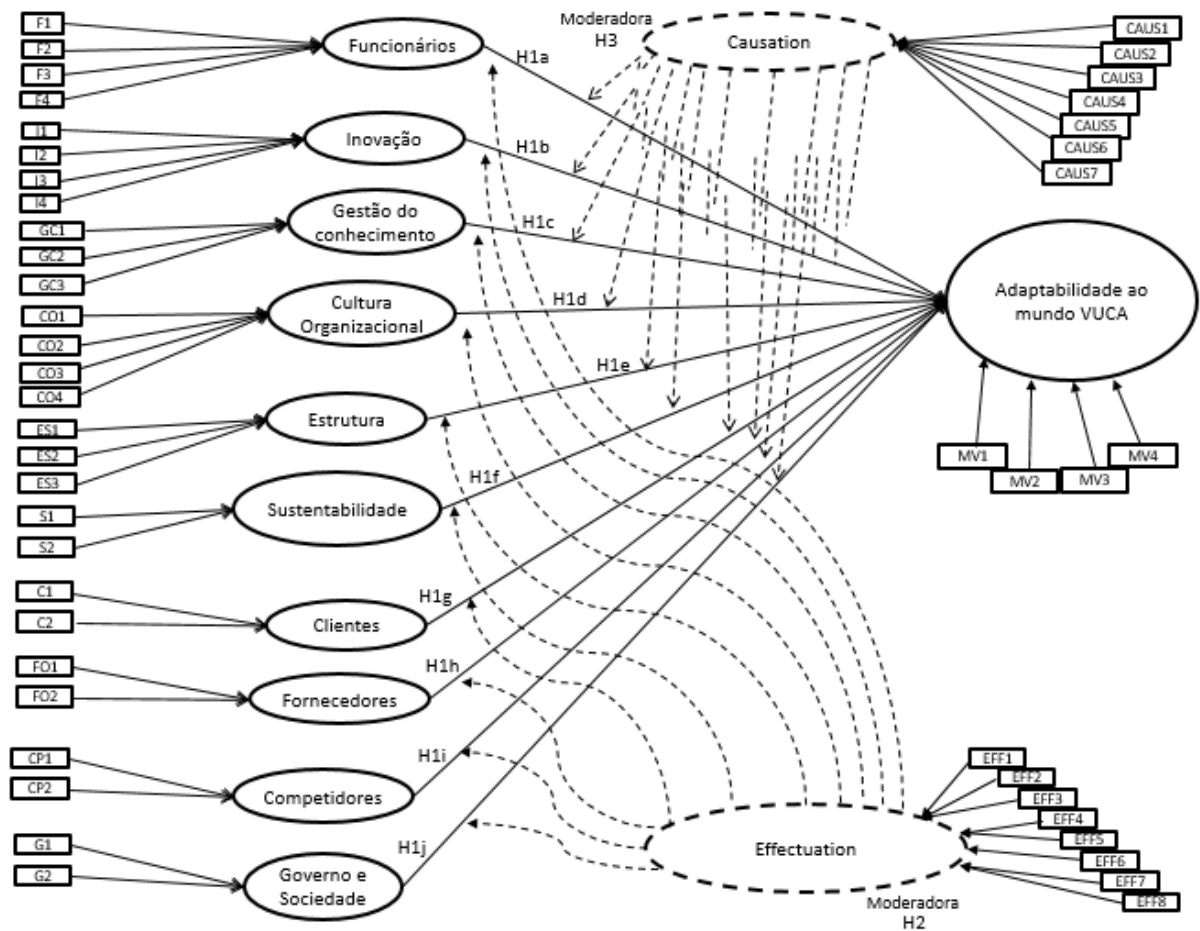 F1
F2
F3
F4
Funcionários
H1a
Moderadora
H3
Causation
CAUS1
CAUS2
CAUS3
CAUS4
CAUS5
CAUS6
CAUS7
I1
I2
I3
I4
Inovação
H1b
GC1
GC2
GC3
Gestão do
conhecimento
H1c
CO1
CO2
CO3
CO4
Cultura
Organizacional
H1d
Adaptabilidade ao
mundo VUCA
MV1
MV2
MV3
MV4
ES1
ES2
ES3
Estrutura
H1e
S1
S2
Sustentabilidade
H1f
C1
C2
Clientes
H1g
FO1
FO2
Fornecedores
H1h
CP1
CP2
Competidores
H1i
G1
G2
Governo e
Sociedade
H1j
Effectuation
EFF1
EFF2
EFF3
EFF4
EFF5
EFF6
EFF7
EFF8
Moderadora
H2